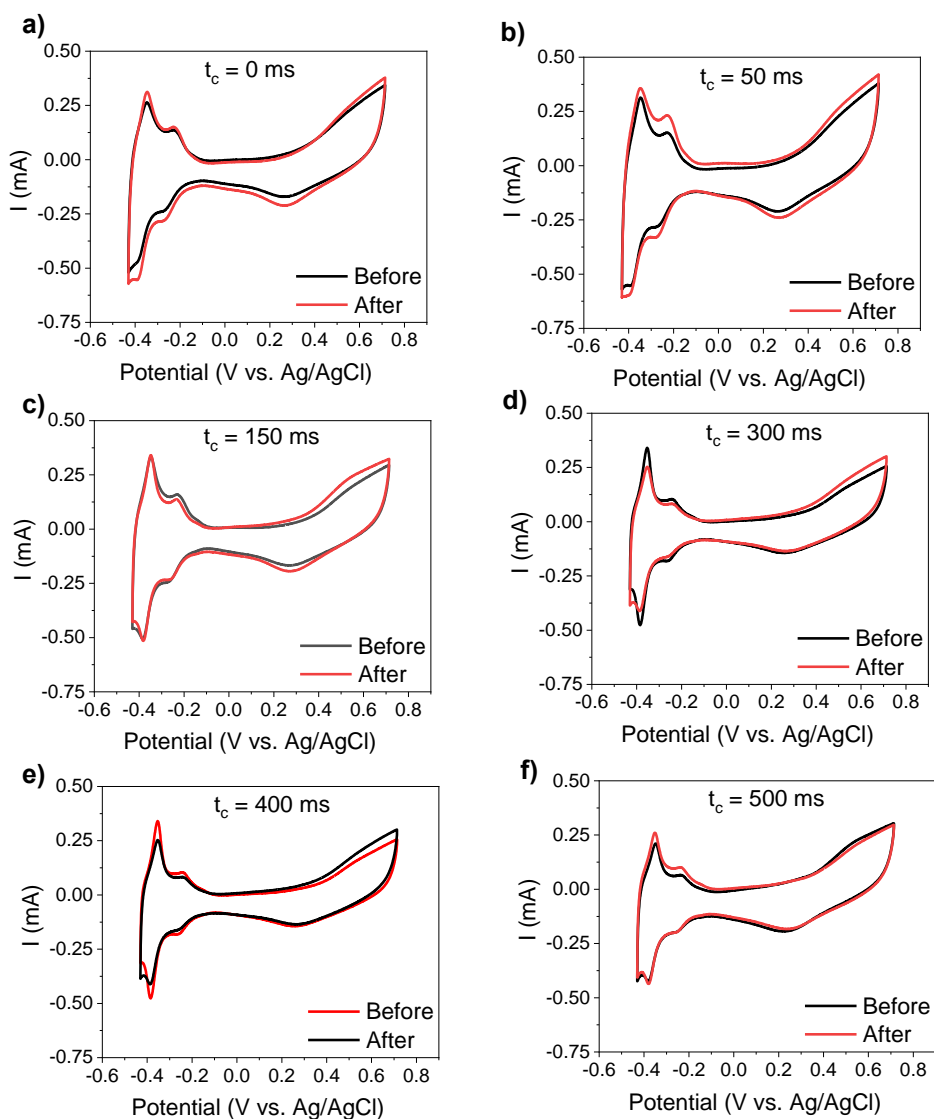 a)
t_c = 0 ms
0.50
0.25
0.00
-0.25
-0.50
-0.75
I (mA)
Before
After
-0.6 -0.4 -0.2 0.0 0.2 0.4 0.6 0.8
Potential (V vs. Ag/AgCl)
b)
t_c = 50 ms
0.50
0.25
0.00
-0.25
-0.50
-0.75
I (mA)
Before
After
-0.6 -0.4 -0.2 0.0 0.2 0.4 0.6 0.8
Potential (V vs. Ag/AgCl)
c)
t_c = 150 ms
0.50
0.25
0.00
-0.25
-0.50
-0.75
I (mA)
Before
After
-0.6 -0.4 -0.2 0.0 0.2 0.4 0.6 0.8
Potential (V vs. Ag/AgCl)
d)
t_c = 300 ms
0.50
0.25
0.00
-0.25
-0.50
-0.75
I (mA)
Before
After
-0.6 -0.4 -0.2 0.0 0.2 0.4 0.6 0.8
Potential (V vs. Ag/AgCl)
e)
t_c = 400 ms
0.50
0.25
0.00
-0.25
-0.50
-0.75
I (mA)
Before
After
-0.6 -0.4 -0.2 0.0 0.2 0.4 0.6 0.8
Potential (V vs. Ag/AgCl)
f)
t_c = 500 ms
0.50
0.25
0.00
-0.25
-0.50
-0.75
I (mA)
Before
After
-0.6 -0.4 -0.2 0.0 0.2 0.4 0.6 0.8
Potential (V vs. Ag/AgCl)